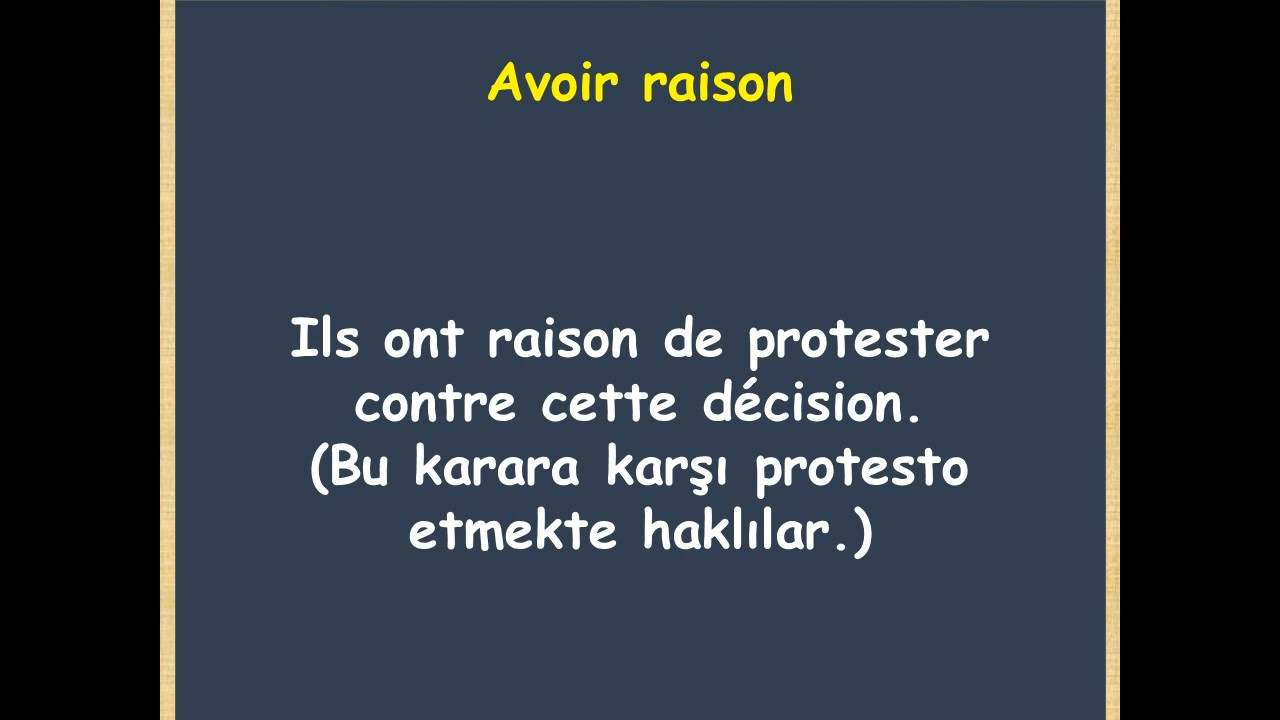 Avoir raison
Ils ont raison de protester
contre cette décision.
(Bu karara karşı protesto
etmekte haklılar.)